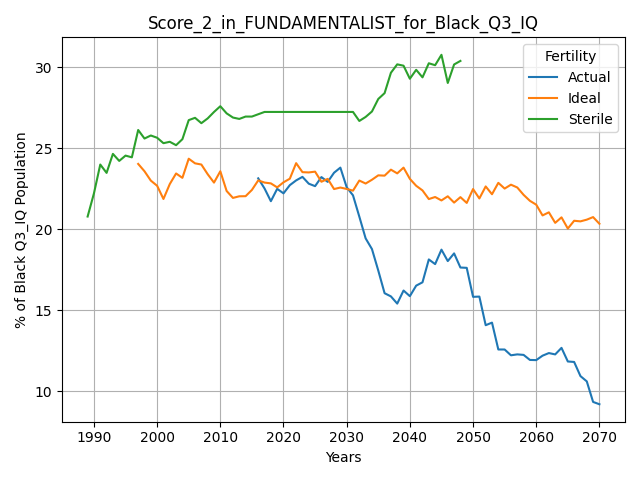 Score_2_in_FUNDAMENTALIST_for_Black_Q3_IQ
% of Black Q3_IQ Population
30
25
20
15
10
Fertility
Actual
Ideal
Sterile
1990 2000 2010 2020 2030 2040 2050 2060 2070
Years